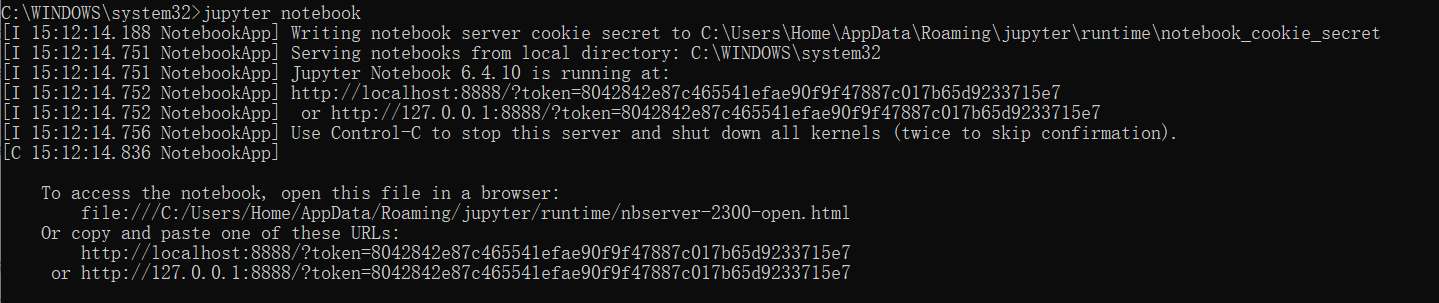 C:\WINDOWS\system32>jupyter notebook
[I 15:12:14.188 NotebookApp] Writing notebook server cookie secret to C:\Users\Home\AppData\Roaming\jupyter\runtime\notebook_cookie_secret
[I 15:12:14.751 NotebookApp] Serving notebooks from local directory: C:\WINDOWS\system32
[I 15:12:14.751 NotebookApp] Jupyter Notebook 6.4.10 is running at:
[I 15:12:14.752 NotebookApp] http://localhost:8888/?token=8042842e87c465541efae90f9f47887c017b65d9233715e7
[I 15:12:14.752 NotebookApp]  or http://127.0.0.1:8888/?token=8042842e87c465541efae90f9f47887c017b65d9233715e7
[I 15:12:14.756 NotebookApp] Use Control-C to stop this server and shut down all kernels (twice to skip confirmation).
[C 15:12:14.836 NotebookApp]
To access the notebook, open this file in a browser:
file:///C:/Users/Home/AppData/Roaming/jupyter/runtime/nbserver-2300-open.html
Or copy and paste one of these URLs:
http://localhost:8888/?token=8042842e87c465541efae90f9f47887c017b65d9233715e7
or http://127.0.0.1:8888/?token=8042842e87c465541efae90f9f47887c017b65d9233715e7